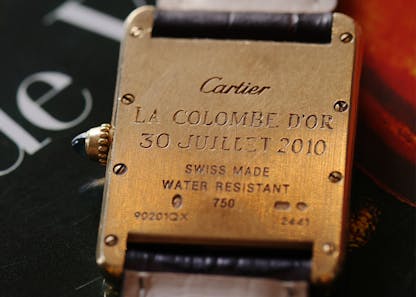 Cartier
LA COLOMBE D'OR
30 JUILLET 2010
SWISS MADE
WATER RESISTANT
750
90201QX
2441